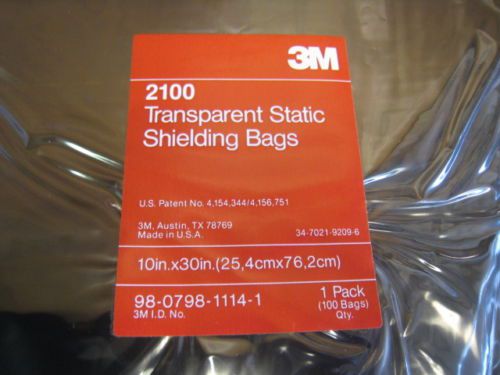 3M
2100
Transparent Static
Shielding Bags
U.S. Patent No. 4,154,344/4,156,751
3M, Austin, TX 78769
Made in U.S.A.
34-7021-9209-6
10in.x30in.(25,4cmx76,2cm)
98-0798-1114-1
3M I.D. No.
1 Pack
(100 Bags)
Qty.